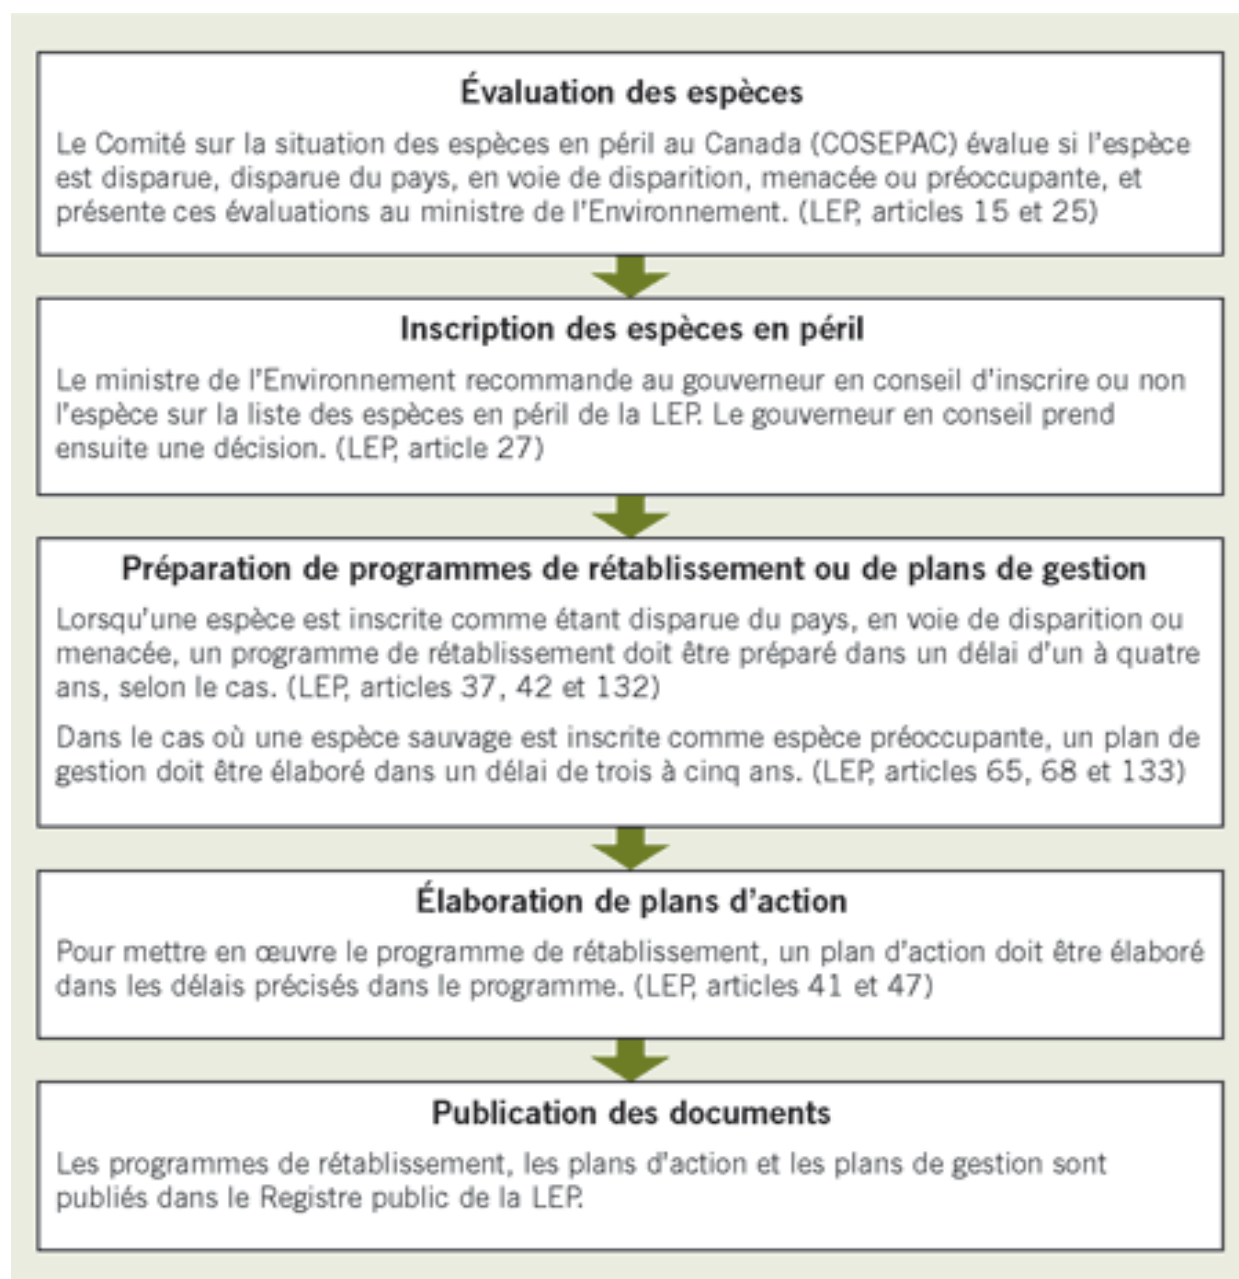 Évaluation des espèces
Le Comité sur la situation des espèces en péril au Canada (COSEPAC) évalue si l'espèce
est disparue, disparue du pays, en voie de disparition, menacée ou préoccupante, et
présente ces évaluations au ministre de l'Environnement. (LEP, articles 15 et 25)
Inscription des espèces en péril
Le ministre de l'Environnement recommande au gouverneur en conseil d'inscrire ou non
l'espèce sur la liste des espèces en péril de la LEP. Le gouverneur en conseil prend
ensuite une décision. (LEP, article 27)
Préparation de programmes de rétablissement ou de plans de gestion
Lorsqu'une espèce est inscrite comme étant disparue du pays, en voie de disparition ou
menacée, un programme de rétablissement doit être préparé dans un délai d'un à quatre
ans, selon le cas. (LEP, articles 37, 42 et 132)
Dans le cas où une espèce sauvage est inscrite comme espèce préoccupante, un plan de
gestion doit être élaboré dans un délai de trois à cinq ans. (LEP, articles 65, 68 et 133)
Élaboration de plans d'action
Pour mettre en œuvre le programme de rétablissement, un plan d'action doit être élaboré
dans les délais précisés dans le programme. (LEP, articles 41 et 47)
Publication des documents
Les programmes de rétablissement, les plans d'action et les plans de gestion sont
publiés dans le Registre public de la LEP.